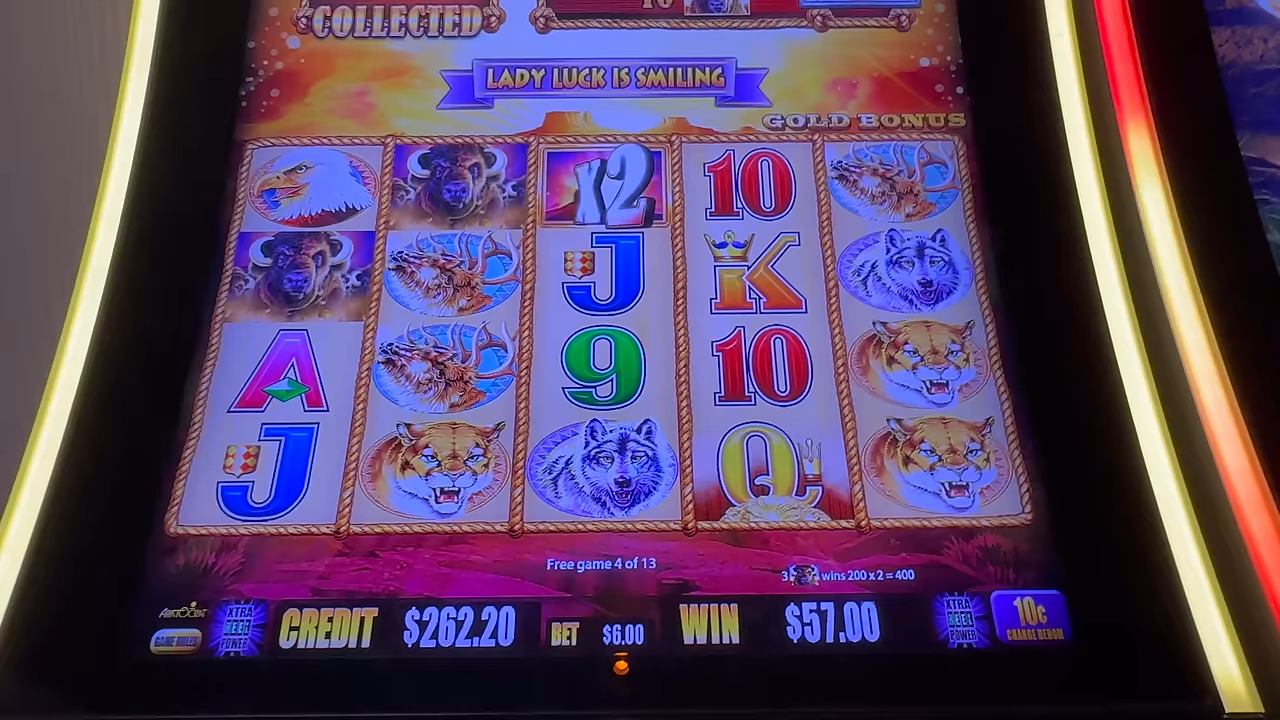 COLLECTED
10
LADY LUCK IS SMILING
GOLD BONUS
x2
10
J
K
A
9
10
J
Q
Free game 4 of 13
3 wins 200 x 2 = 400
ARISTOCRAT
GAME RULES
XTRA
REEL
POWER
CREDIT $262.20
BET $6.00
WIN $57.00
XTRA
REEL
POWER
10¢
CHANGE DENOM